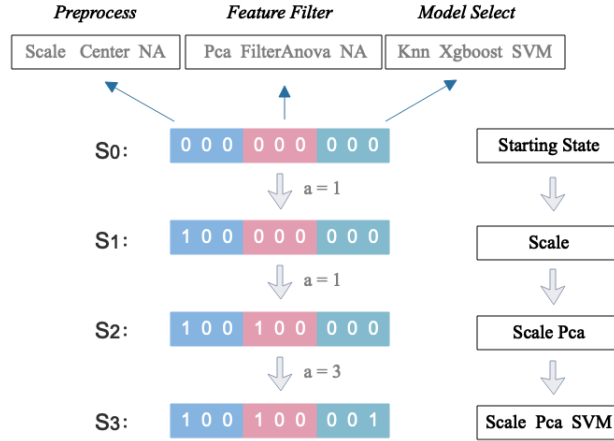 Preprocess Feature Filter Model Select
Scale Center NA Pca FilterAnova NA Knn Xgboost SVM
S0: 0 0 0 0 0 0 0 0 0 Starting State
a = 1
S1: 1 0 0 0 0 0 0 0 0 Scale
a = 1
S2: 1 0 0 1 0 0 0 0 0 Scale Pca
a = 3
S3: 1 0 0 1 0 0 0 0 1 Scale Pca SVM